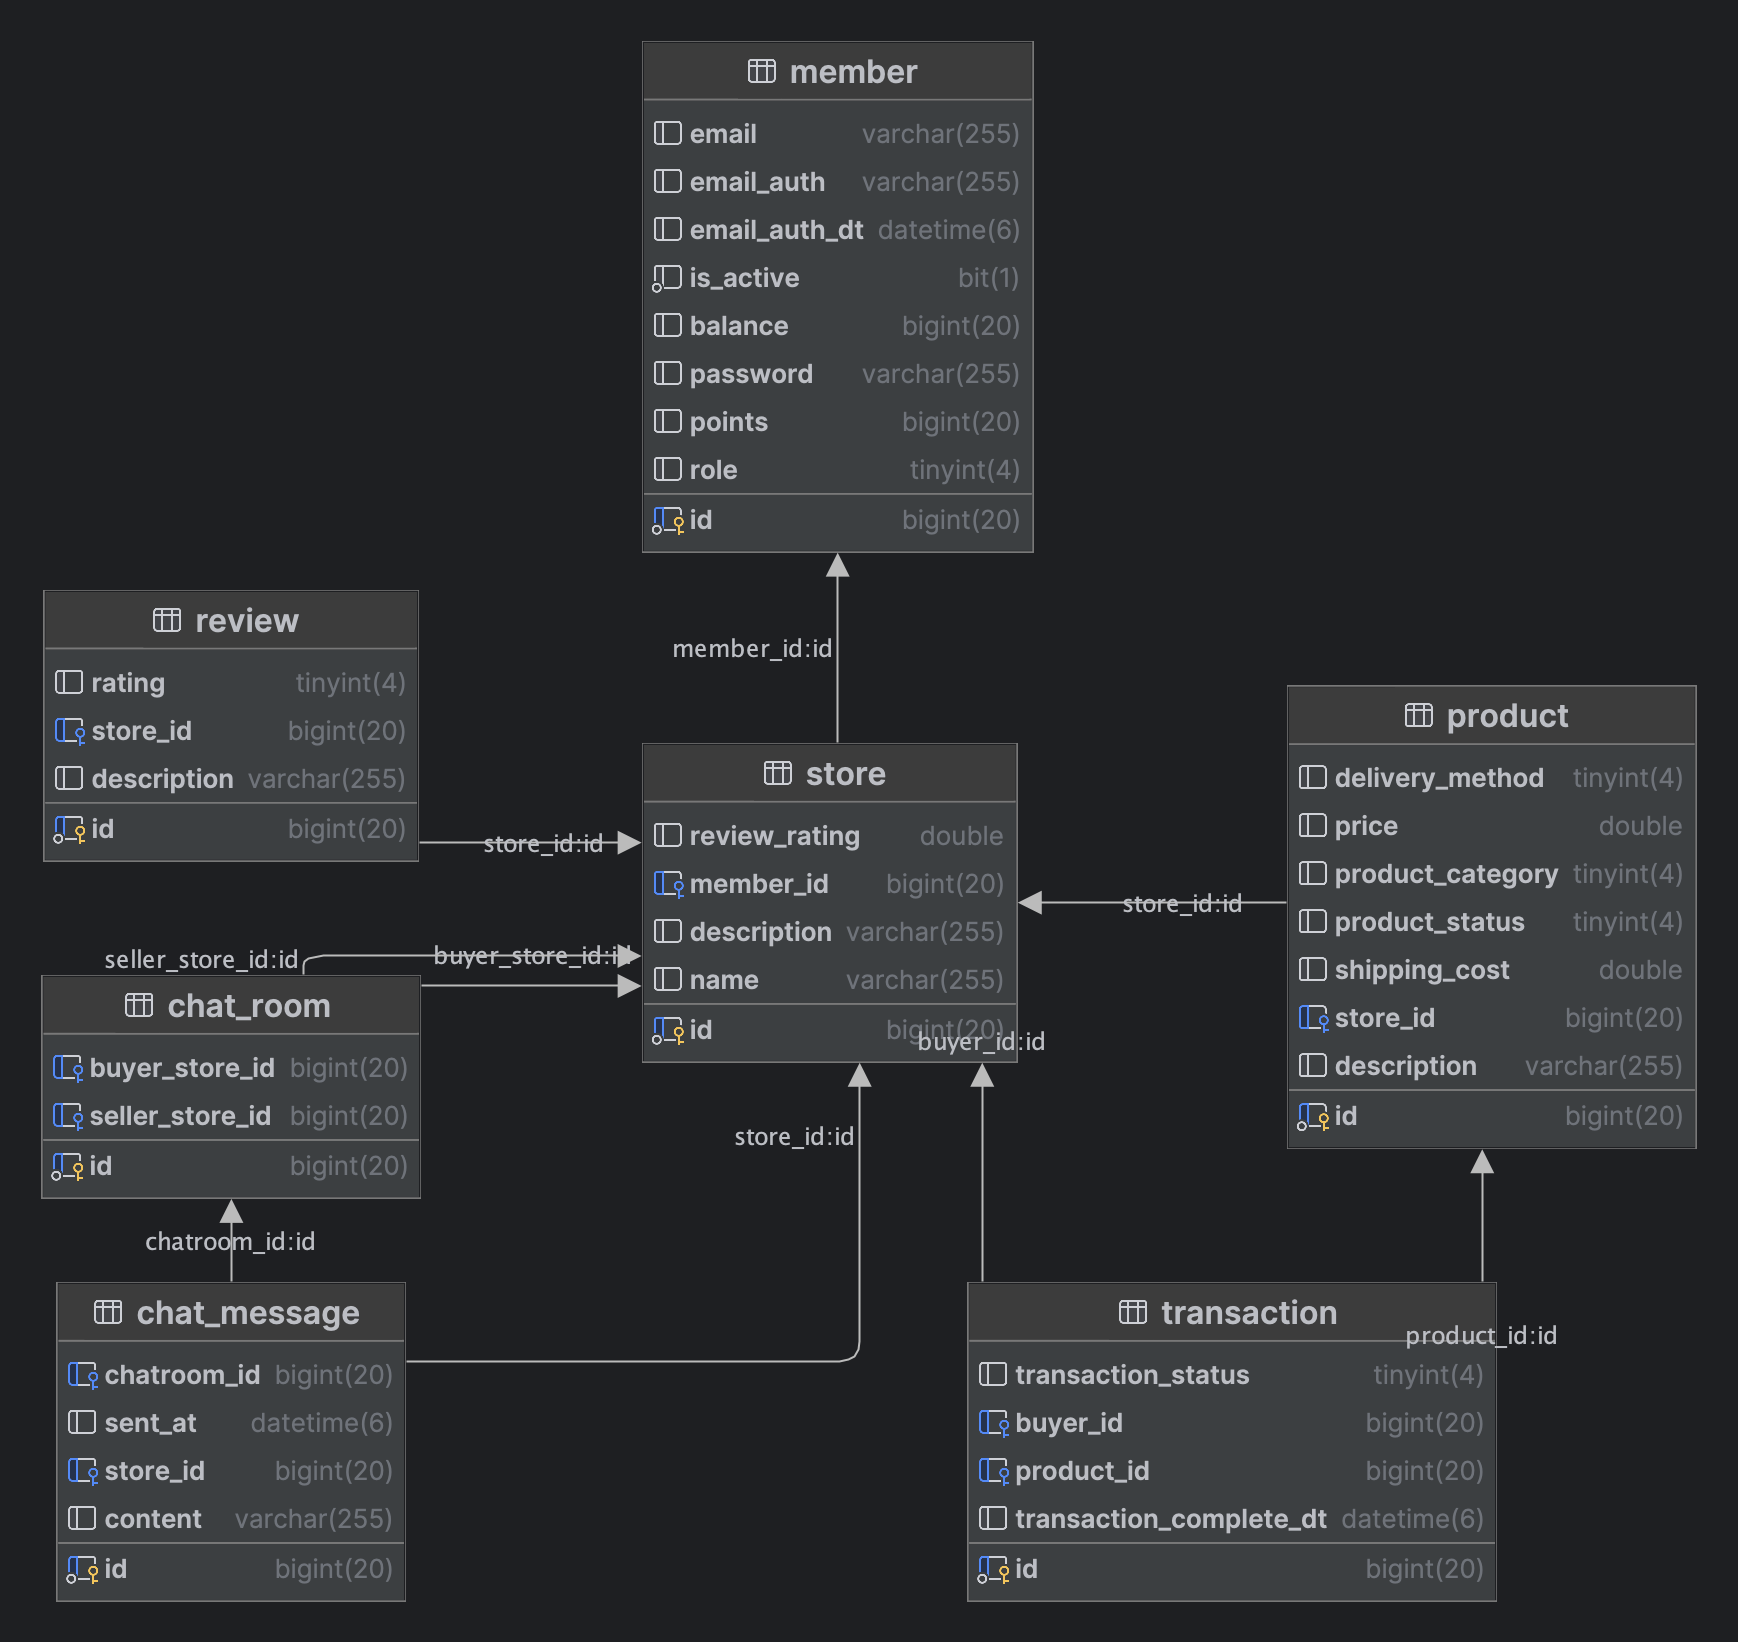 member
email varchar(255)
email_auth varchar(255)
email_auth_dt datetime(6)
is_active bit(1)
balance bigint(20)
password varchar(255)
points bigint(20)
role tinyint(4)
id bigint(20)
member_id:id
review
rating tinyint(4)
store_id bigint(20)
description varchar(255)
id bigint(20)
store_id:id
store
review_rating double
member_id bigint(20)
description varchar(255)
name varchar(255)
id bigint(20)
product
delivery_method tinyint(4)
price double
product_category tinyint(4)
product_status tinyint(4)
shipping_cost double
store_id bigint(20)
description varchar(255)
id bigint(20)
store_id:id
seller_store_id:id
buyer_store_id:id
chat_room
buyer_store_id bigint(20)
seller_store_id bigint(20)
id bigint(20)
buyer_id:id
store_id:id
chatroom_id:id
chat_message
chatroom_id bigint(20)
sent_at datetime(6)
store_id bigint(20)
content varchar(255)
id bigint(20)
transaction
product_id:id
transaction_status tinyint(4)
buyer_id bigint(20)
product_id bigint(20)
transaction_complete_dt datetime(6)
id bigint(20)